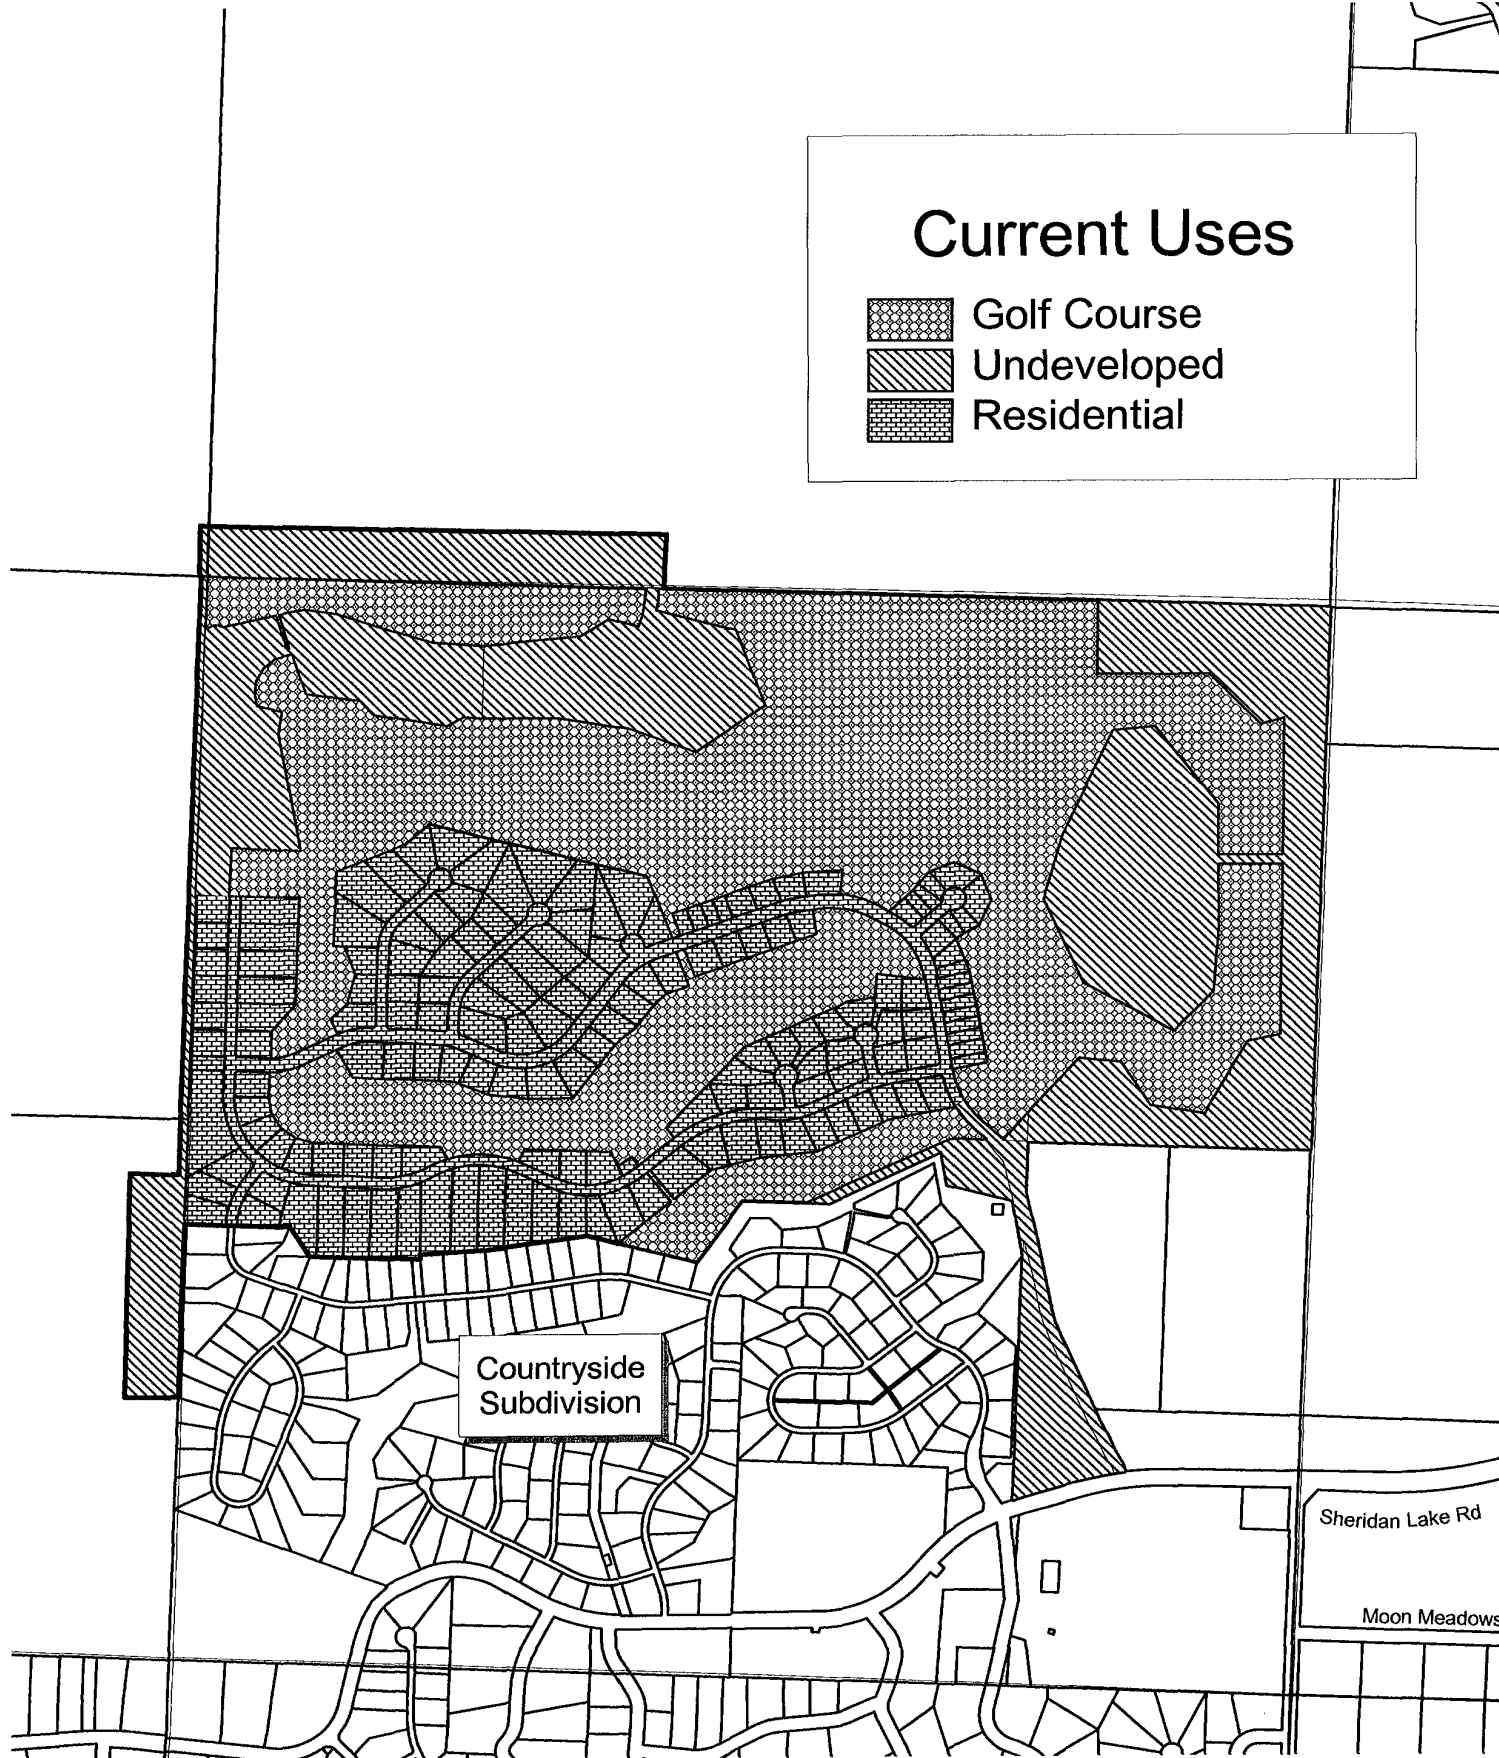 Current Uses
Golf Course
Undeveloped
Residential
Countryside
Subdivision
Sheridan Lake Rd
Moon Meadows